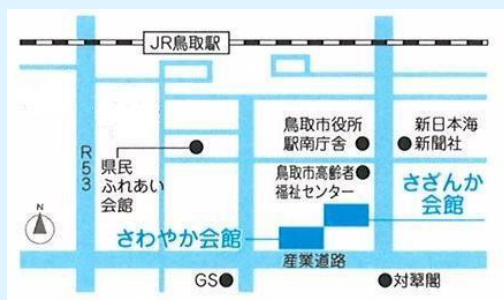 JR鳥取駅
鳥取市役所
駅南庁舎
新日本海
新聞社
R53
県民
ふれあい
会館
鳥取市高齢者
福祉センター
さざんか
会館
N
さわやか会館
産業道路
GS
対翠閣